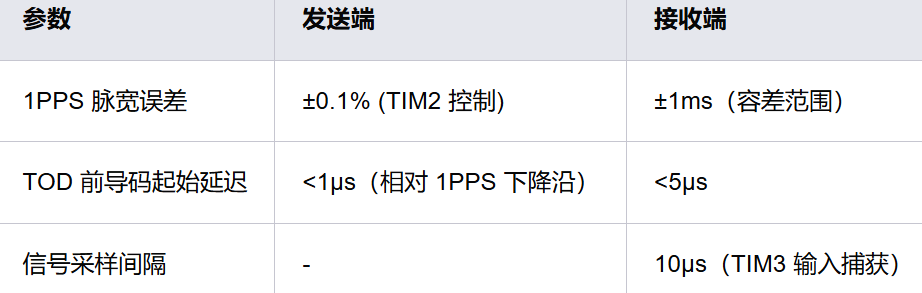 参数 发送端 接收端
1PPS 脉宽误差 ±0.1% (TIM2 控制) ±1ms（容差范围）
TOD 前导码起始延迟 <1μs（相对 1PPS 下降沿） <5μs
信号采样间隔 - 10μs（TIM3 输入捕获）